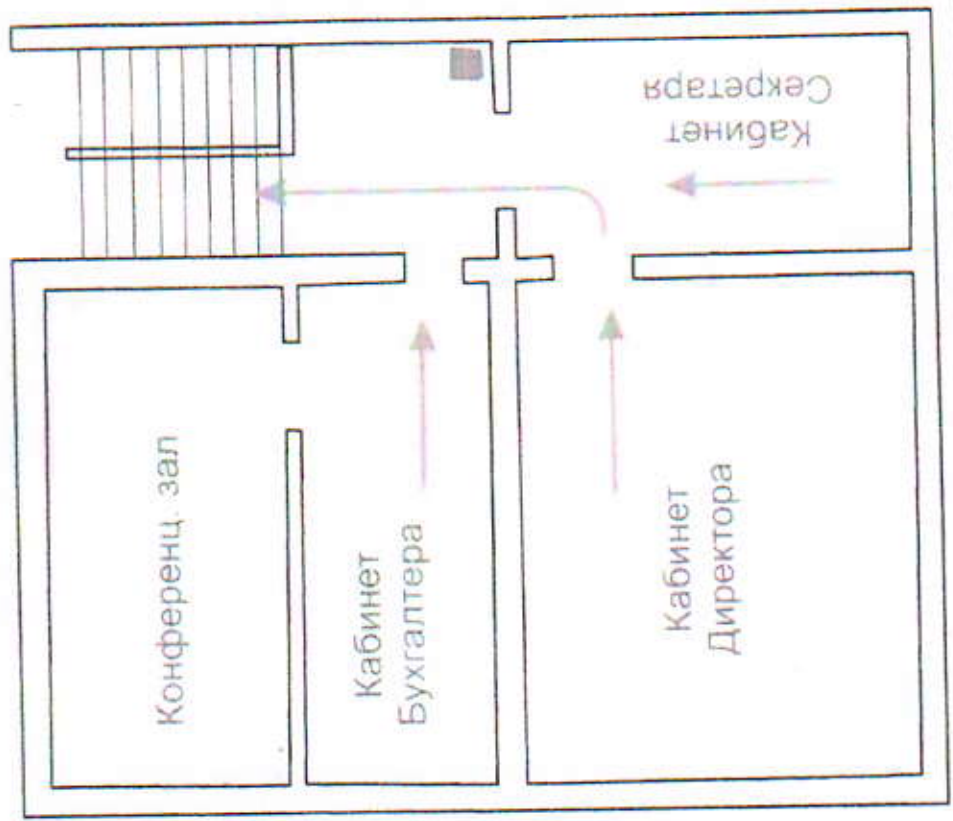 Кабинет
Секретаря
Конференц. зал
Кабинет
Бухгалтера
Кабинет
Директора